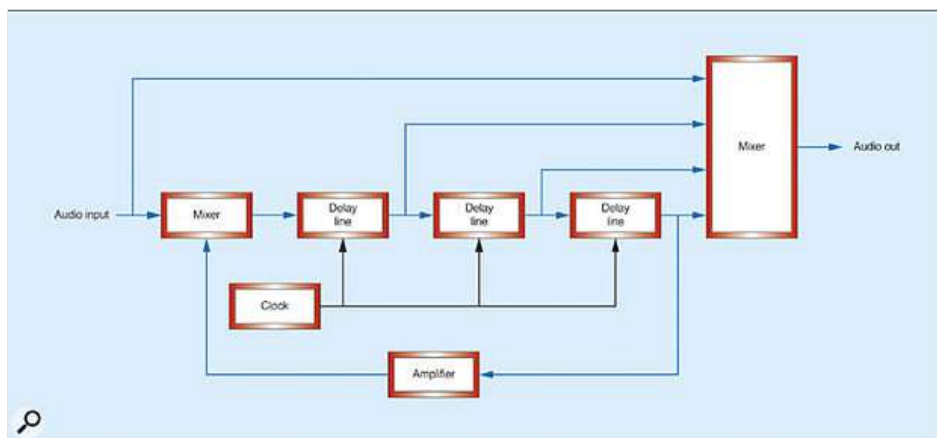 Mixer
Audio out
Audio input
Mixer
Delay
line
Delay
line
Delay
line
Clock
Amplifier